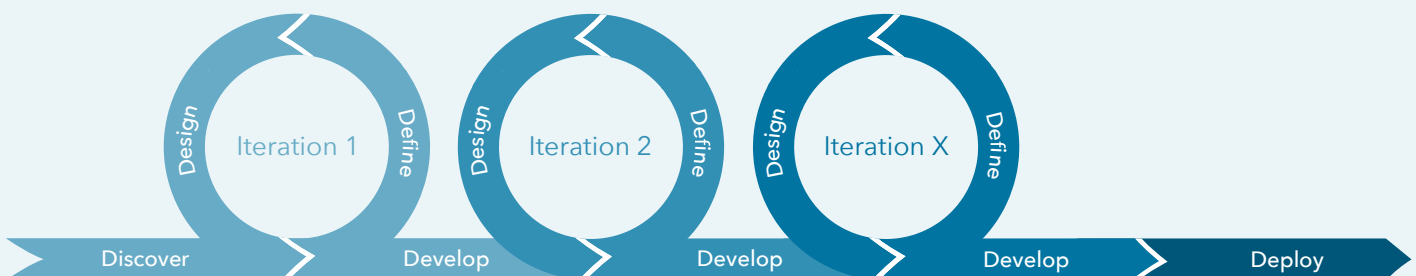 Design
Iteration 1
Define
Design
Iteration 2
Define
Design
Iteration X
Define
Discover
Develop
Develop
Develop
Deploy